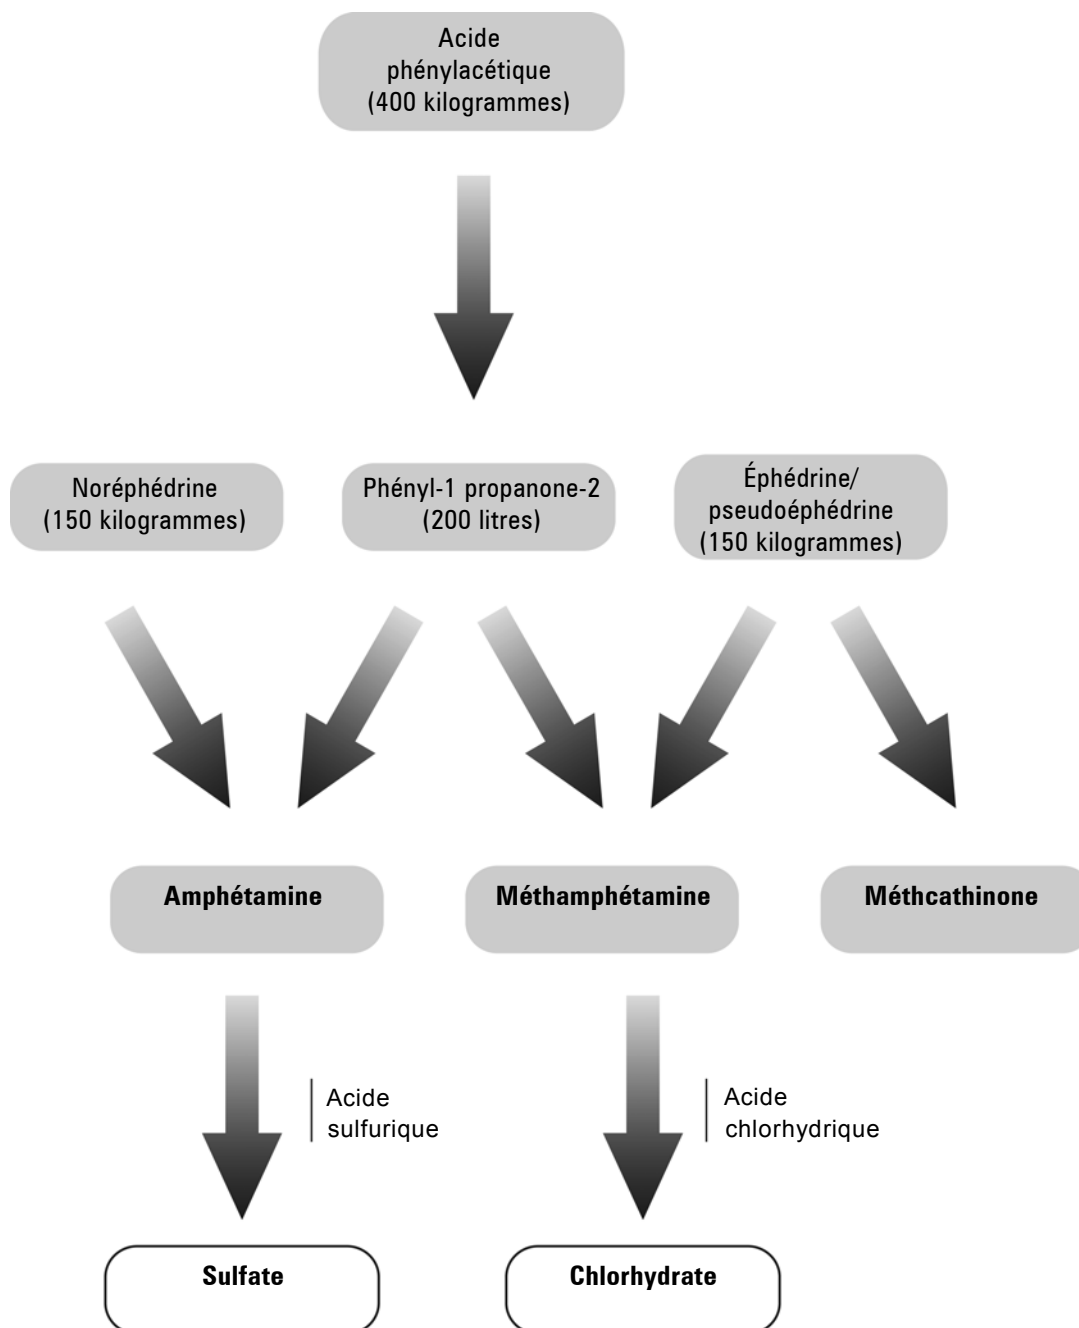 Acide
phénylacétique
(400 kilogrammes)
Noréphédrine
(150 kilogrammes)
Phényl-1 propanone-2
(200 litres)
Éphédrine/
pseudoéphédrine
(150 kilogrammes)
Amphétamine
Méthamphétamine
Méthcathinone
Acide
sulfurique
Acide
chlorhydrique
Sulfate
Chlorhydrate